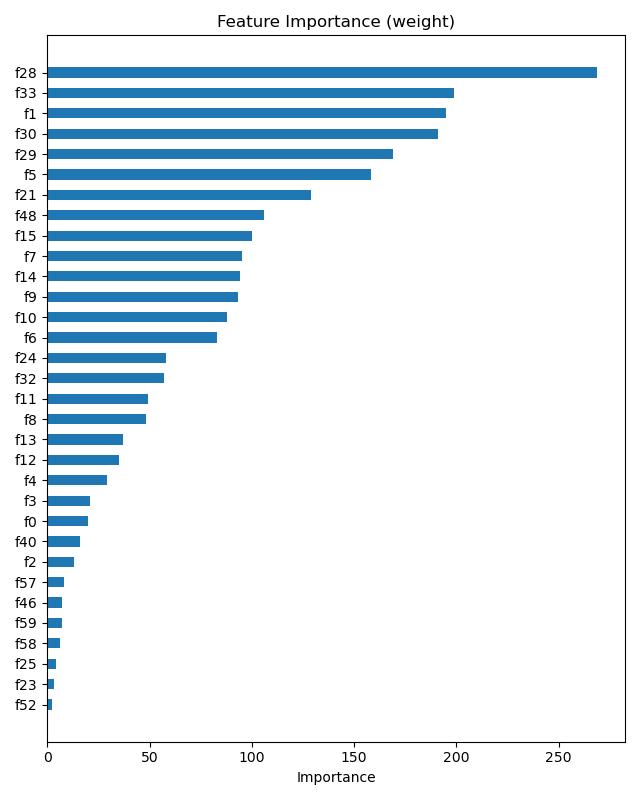 Feature Importance (weight)
f28
f33
f1
f30
f29
f5
f21
f48
f15
f7
f14
f9
f10
f6
f24
f32
f11
f8
f13
f12
f4
f3
f0
f40
f2
f57
f46
f59
f58
f25
f23
f52
0 50 100 150 200 250
Importance